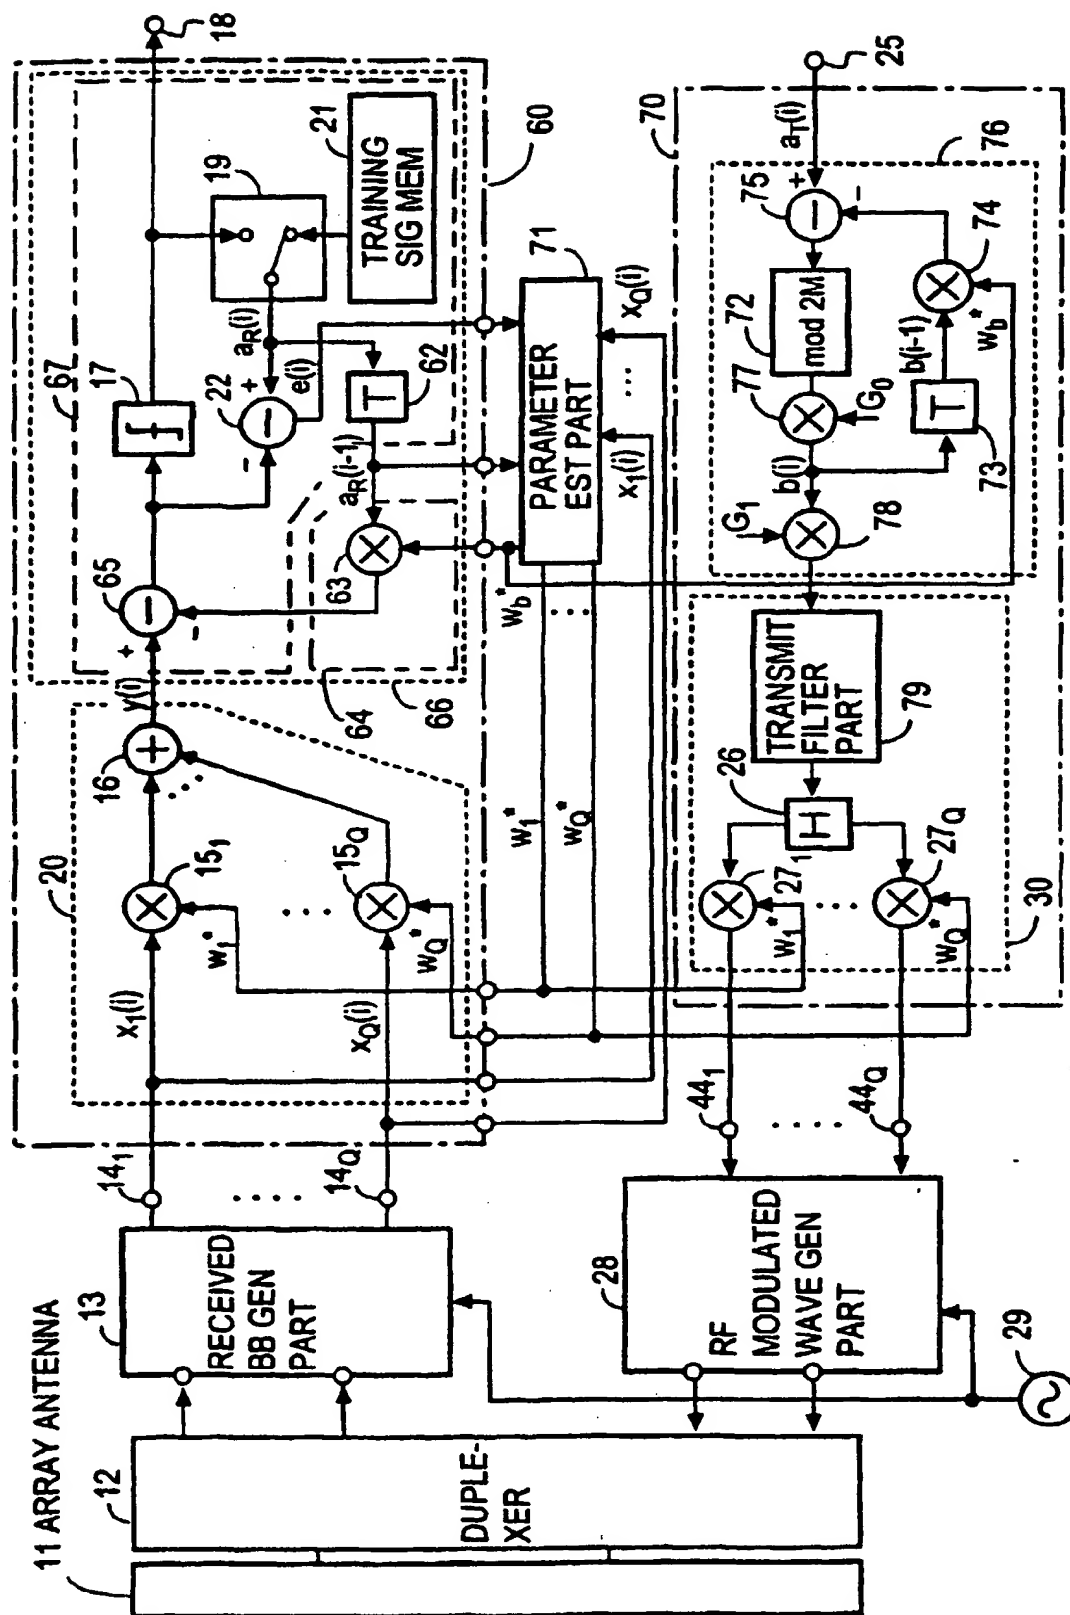 11 ARRAY ANTENNA
12
DUPLE-
XER
13
RECEIVED
BB GEN
PART
14₁
14Q
x₁(i)
xQ(i)
20
15₁
15Q
w₁*
wQ*
16
y(i)
+
-
65
67
17
18
22
+
-
19
aR(i)
e(i)
TRAINING
SIG MEM
21
T
62
aR(i-1)
63
64
66
60
wb*
w₁*
wQ*
PARAMETER
EST PART
71
x₁(i)
xQ(i)
70
25
aT(i)
+
-
75
76
72
mod 2M
77
G₀
b(i)
G₁
78
T
73
b(i-1)
74
wb*
TRANSMIT
FILTER
PART
79
26
H
27₁
27Q
w₁*
wQ*
30
44₁
44Q
28
RF
MODULATED
WAVE GEN
PART
29